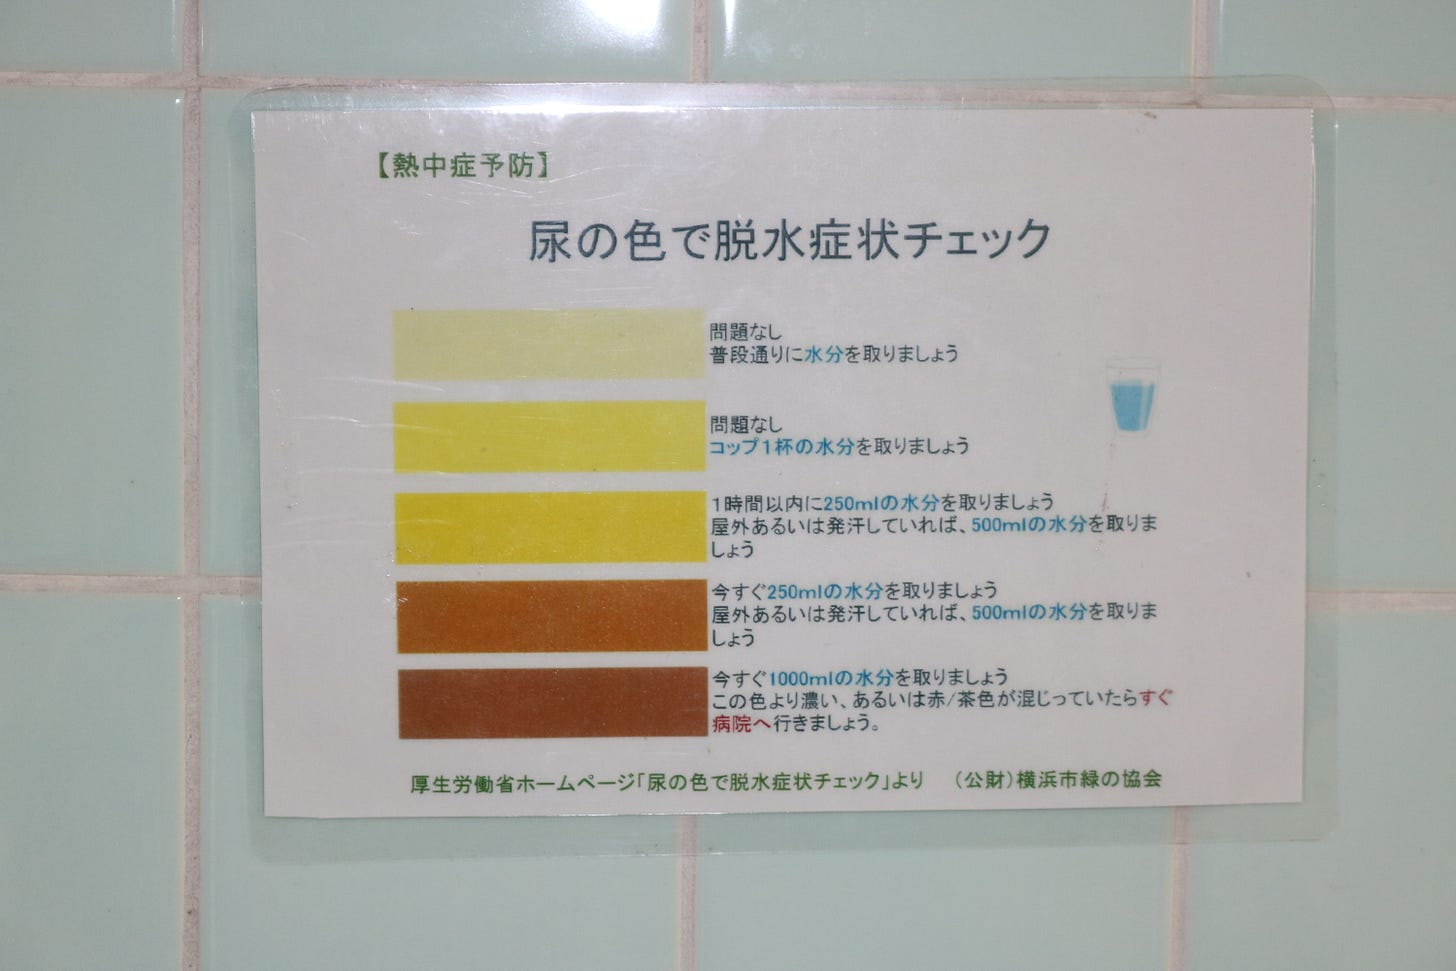 【熱中症予防】
尿の色で脱水症状チェック
問題なし
普段通りに水分を取りましょう
問題なし
コップ1杯の水分を取りましょう
1時間以内に250mlの水分を取りましょう
屋外あるいは発汗していれば、500mlの水分を取りま
しょう
今すぐ250mlの水分を取りましょう
屋外あるいは発汗していれば、500mlの水分を取りま
しょう
今すぐ1000mlの水分を取りましょう
この色より濃い、あるいは赤/茶色が混じっていたらすぐ
病院へ行きましょう。
厚生労働省ホームページ「尿の色で脱水症状チェック」より （公財）横浜市緑の協会